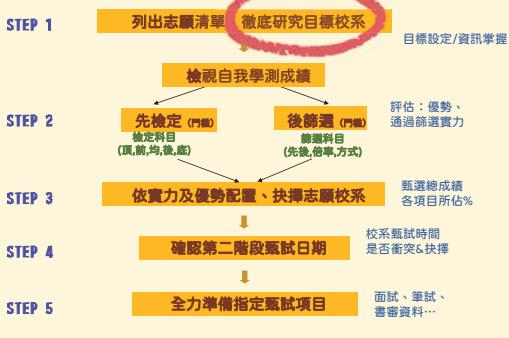 STEP 1
列出志願清單、徹底研究目標校系
目標設定/資訊掌握
檢視自我學測成績
STEP 2
先檢定(門檻)
後篩選(門檻)
評估：優勢、
通過篩選實力
檢定科目
(頂,前,均,後,底)
篩選科目
(先後,倍率,方式)
STEP 3
依實力及優勢配置、抉擇志願校系
甄選總成績
各項目所佔%
STEP 4
確認第二階段甄試日期
校系甄試時間
是否衝突&抉擇
STEP 5
全力準備指定甄試項目
面試、筆試、
書審資料…